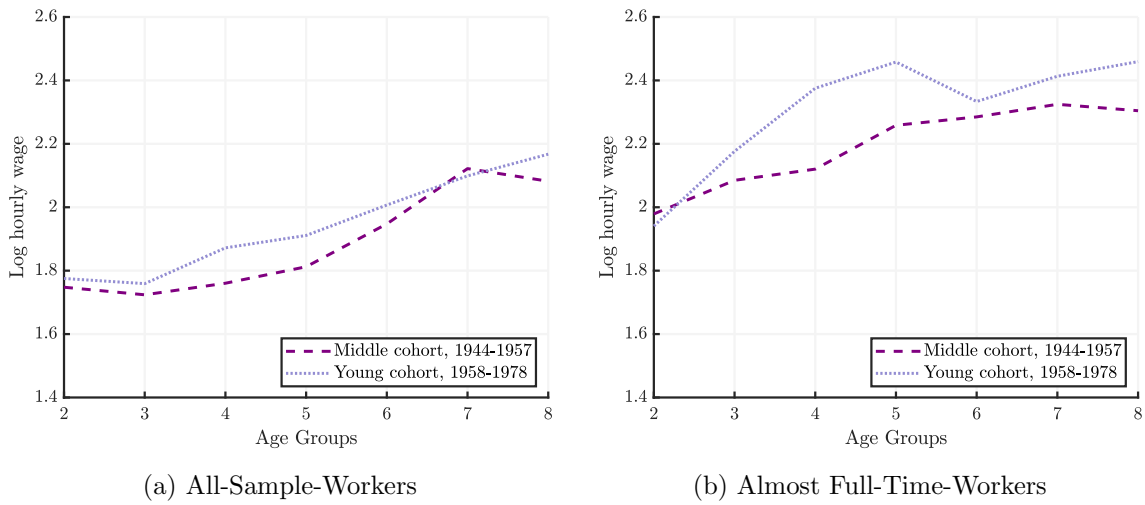 2.6
2.4
2.2
2
1.8
1.6
1.4
Log hourly wage
Middle cohort, 1944-1957
Young cohort, 1958-1978
2 3 4 5 6 7 8
Age Groups
(a) All-Sample-Workers
2.6
2.4
2.2
2
1.8
1.6
1.4
Log hourly wage
Middle cohort, 1944-1957
Young cohort, 1958-1978
2 3 4 5 6 7 8
Age Groups
(b) Almost Full-Time-Workers